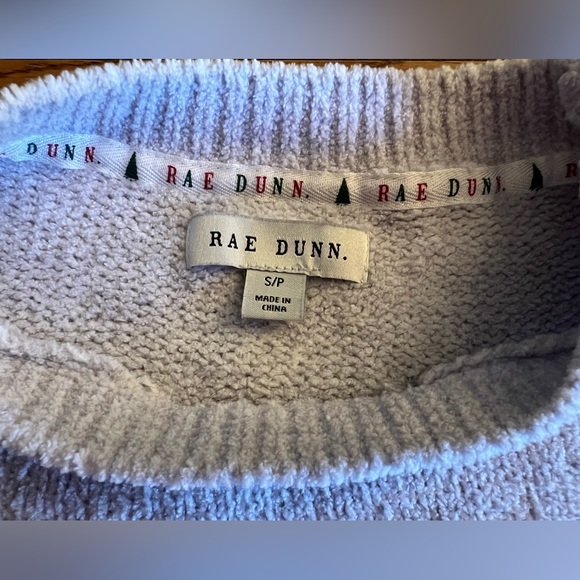 DUNN. RAE DUNN. RAE DUNN. R
RAE DUNN.
S/P
MADE IN
CHINA